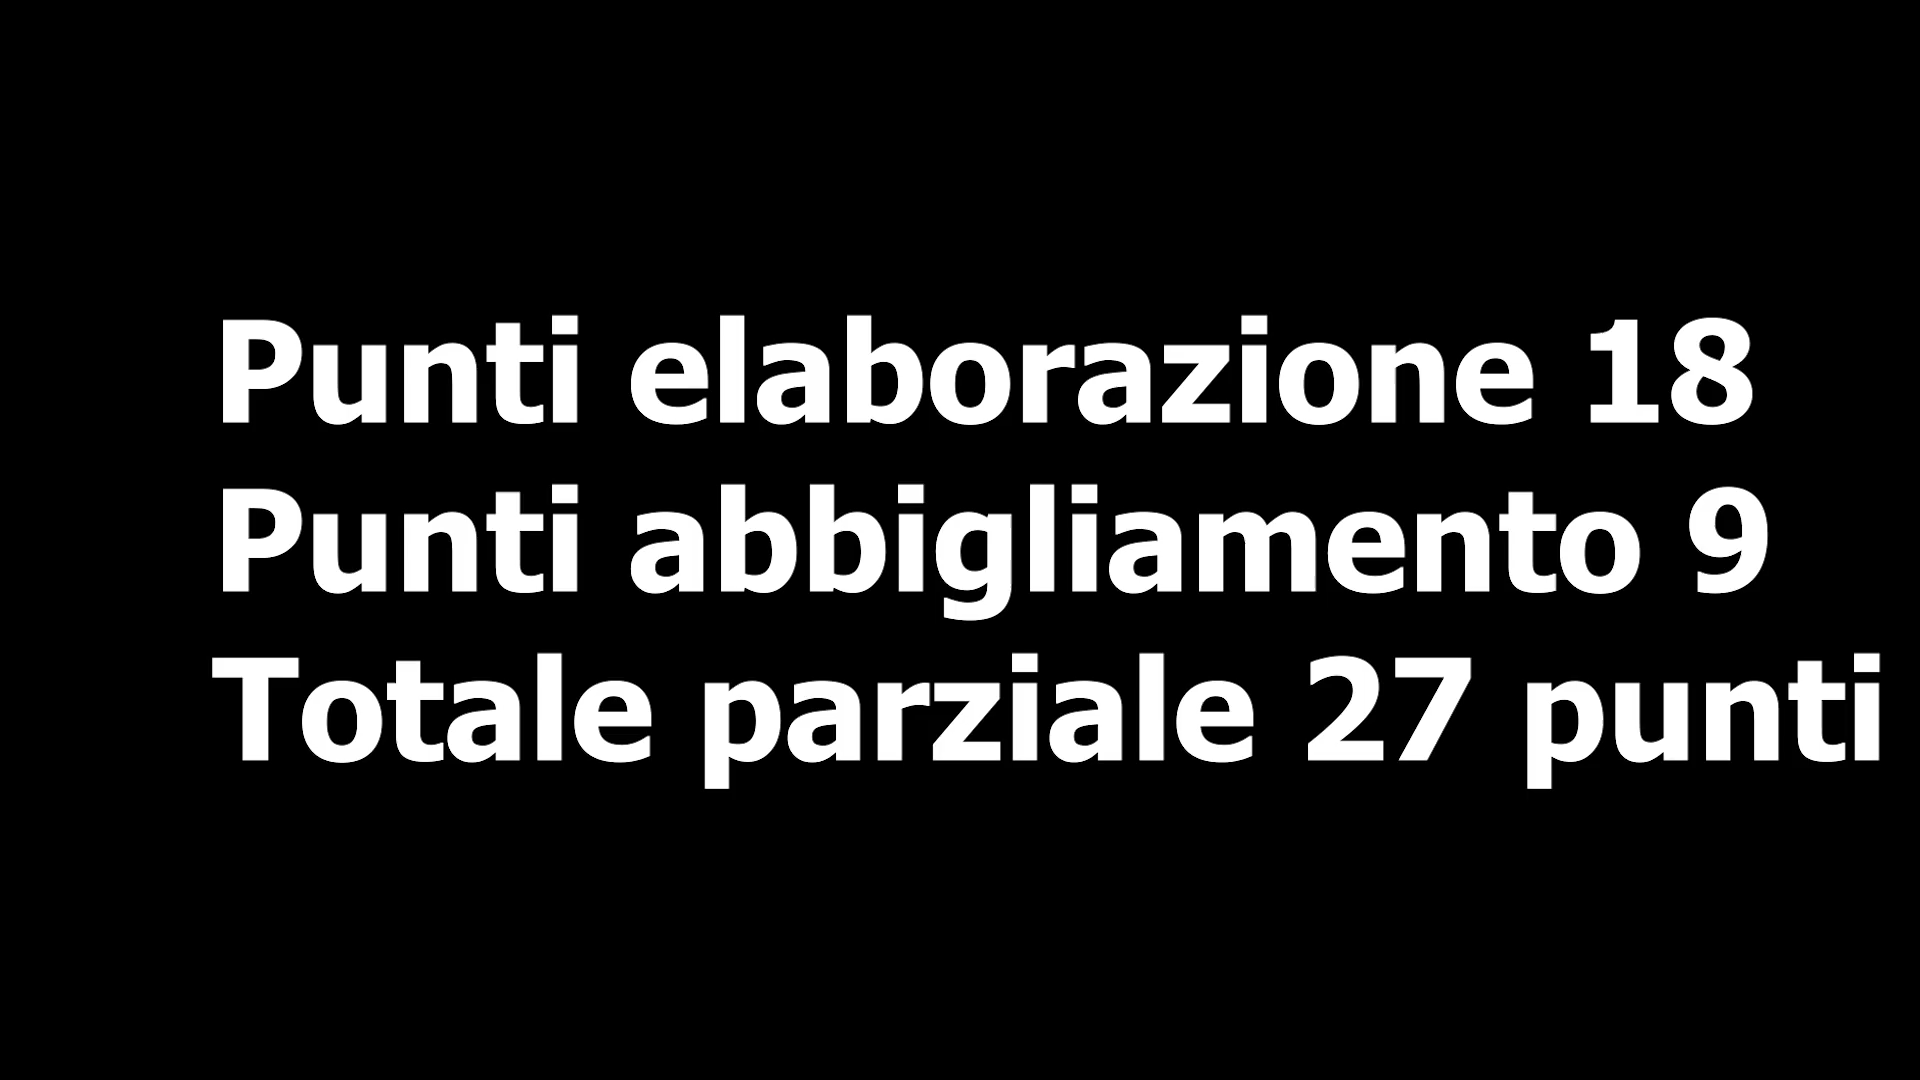 Punti elaborazione 18
Punti abbigliamento 9
Totale parziale 27 punti